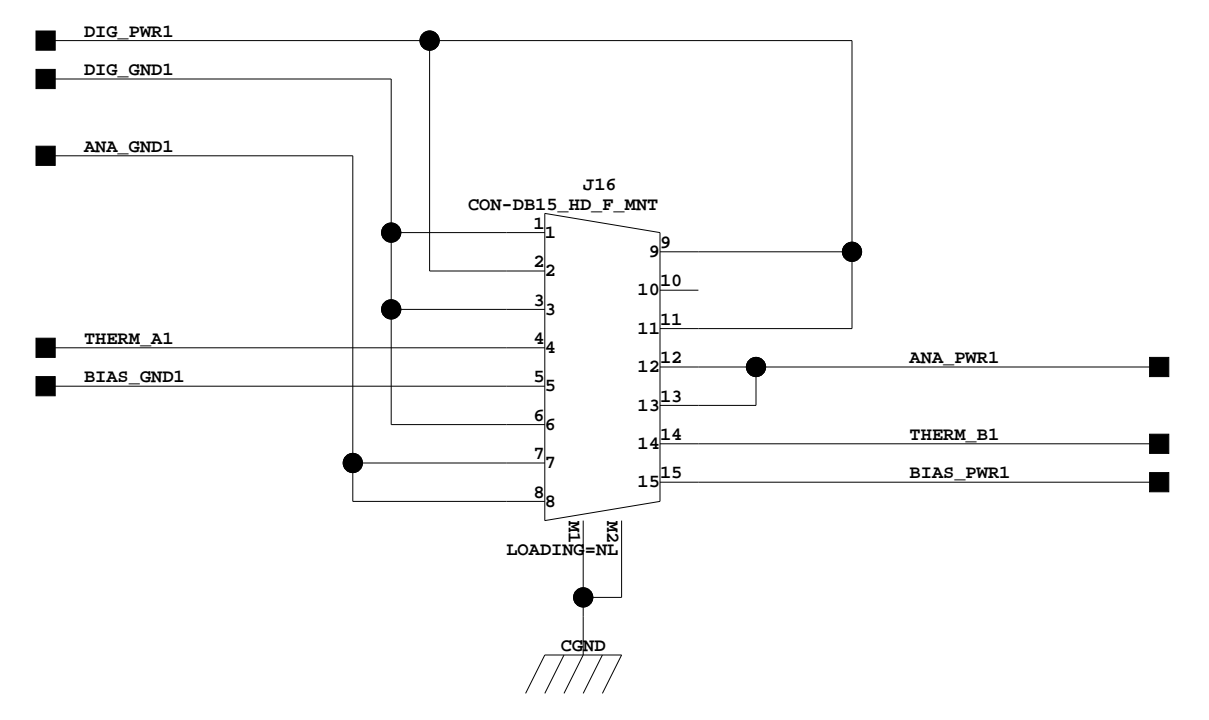 DIG_PWR1
DIG_GND1
ANA_GND1
J16
CON-DB15_HD_F_MNT
1 1
9 9
2 2
10 10
3 3
11 11
THERM_A1
4 4
12 12
ANA_PWR1
BIAS_GND1
5 5
13 13
6 6
14 14
THERM_B1
7 7
15 15
BIAS_PWR1
8 8
M1
M2
LOADING=NL
CGND